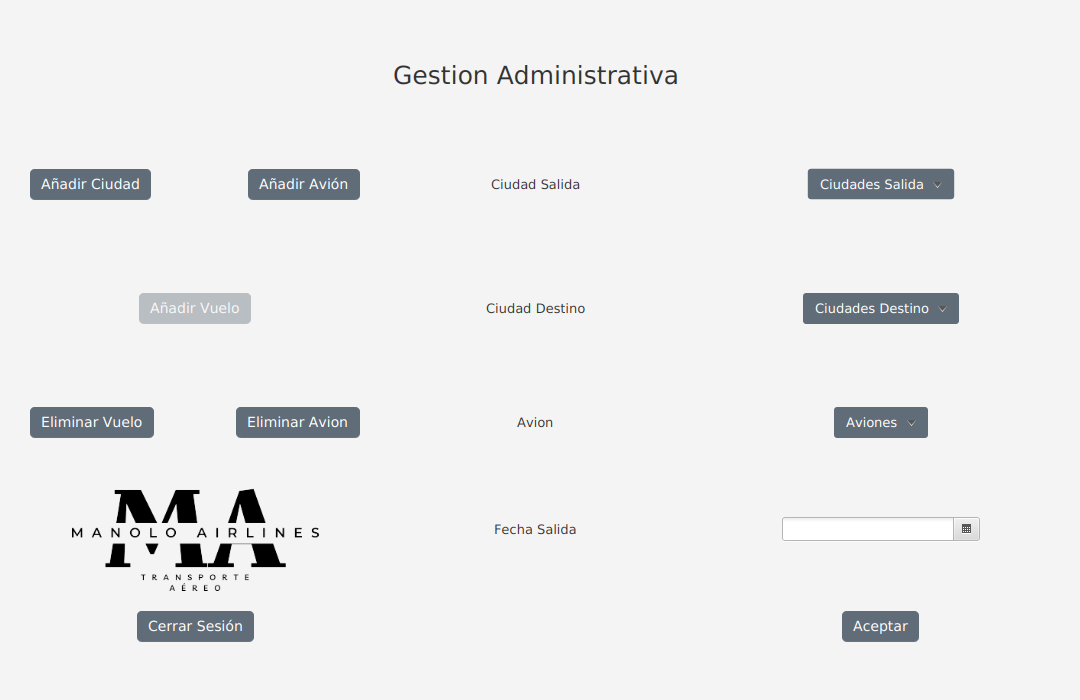 Gestion Administrativa
Añadir Ciudad
Añadir Avión
Ciudad Salida
Ciudades Salida
Añadir Vuelo
Ciudad Destino
Ciudades Destino
Eliminar Vuelo
Eliminar Avion
Avion
Aviones
MA
MANOLO AIRLINES
TRANSPORTE
AÉREO
Fecha Salida
Cerrar Sesión
Aceptar